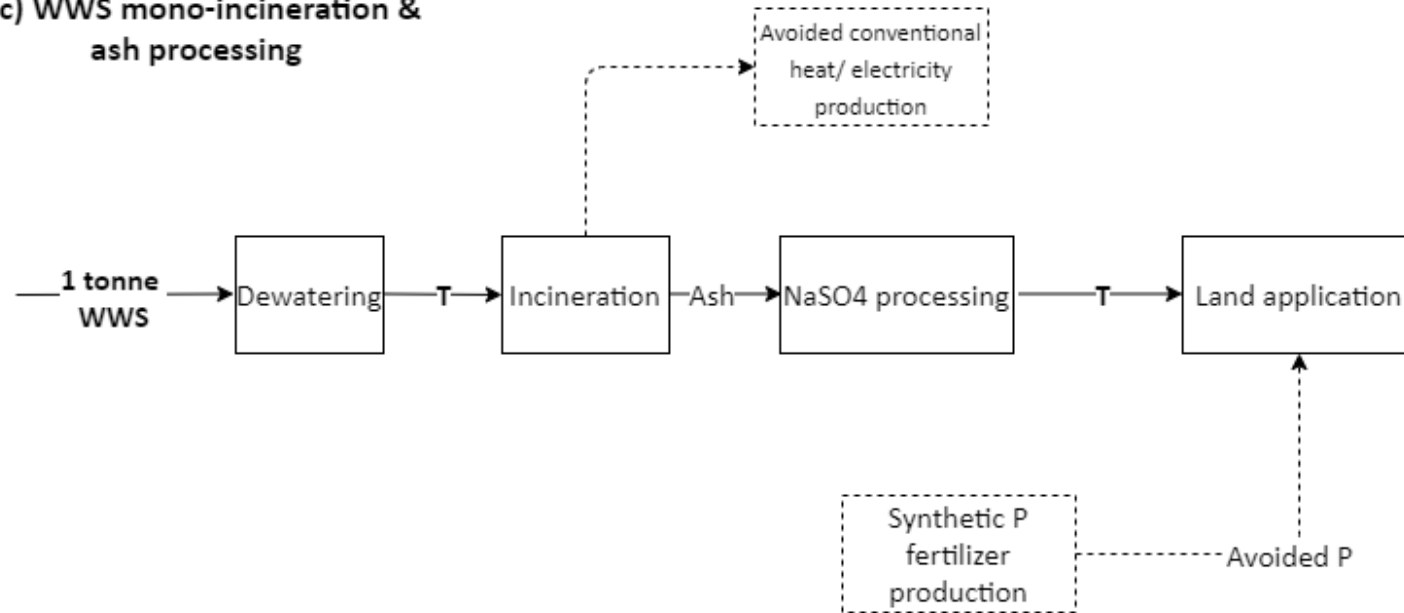 c) WWS mono-incineration &
ash processing
Avoided conventional
heat/ electricity
production
1 tonne
WWS
Dewatering
T
Incineration
Ash
NaSO4 processing
T
Land application
Synthetic P
fertilizer
production
Avoided P